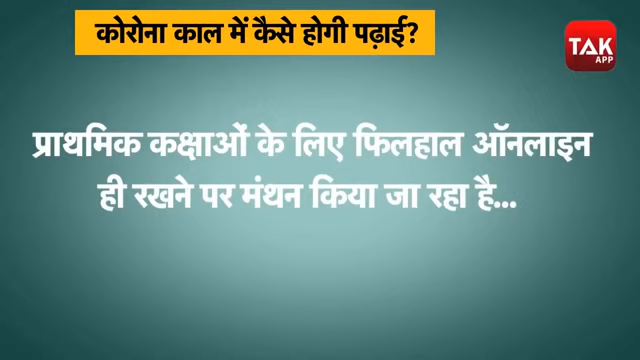 कोरोना काल में कैसे होगी पढ़ाई?
TAK
APP
प्राथमिक कक्षाओं के लिए फिलहाल ऑनलाइन
ही रखने पर मंथन किया जा रहा है...